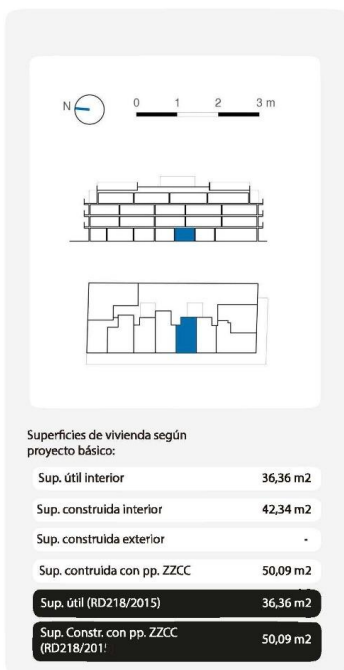 N
0 1 2 3 m
Superficies de vivienda según
proyecto básico:
Sup. útil interior 36,36 m2
Sup. construida interior 42,34 m2
Sup. construida exterior -
Sup. contruida con pp. ZZCC 50,09 m2
Sup. útil (RD218/2015) 36,36 m2
Sup. Constr. con pp. ZZCC 50,09 m2
(RD218/201